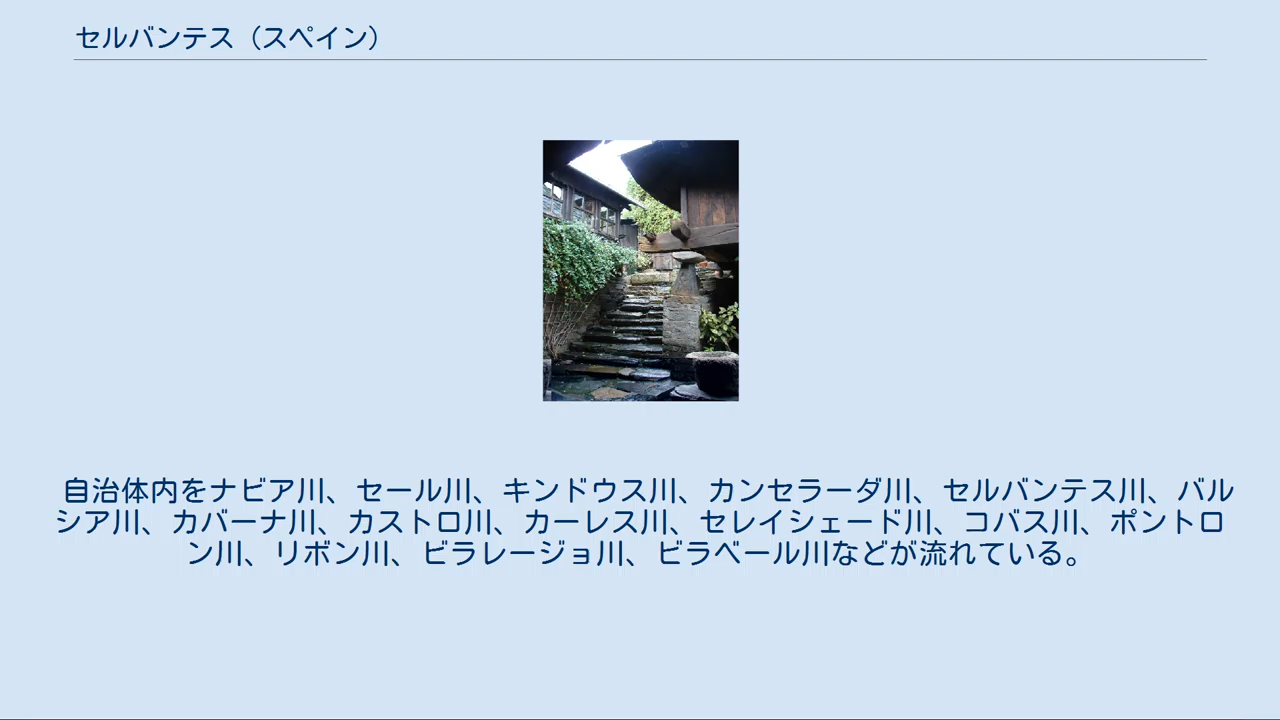 セルバンテス（スペイン）
自治体内をナビア川、セール川、キンドウス川、カンセラーダ川、セルバンテス川、バル
シア川、カバーナ川、カストロ川、カーレス川、セレイシェード川、コバス川、ポントロ
ン川、リボン川、ビラレージョ川、ビラベール川などが流れている。